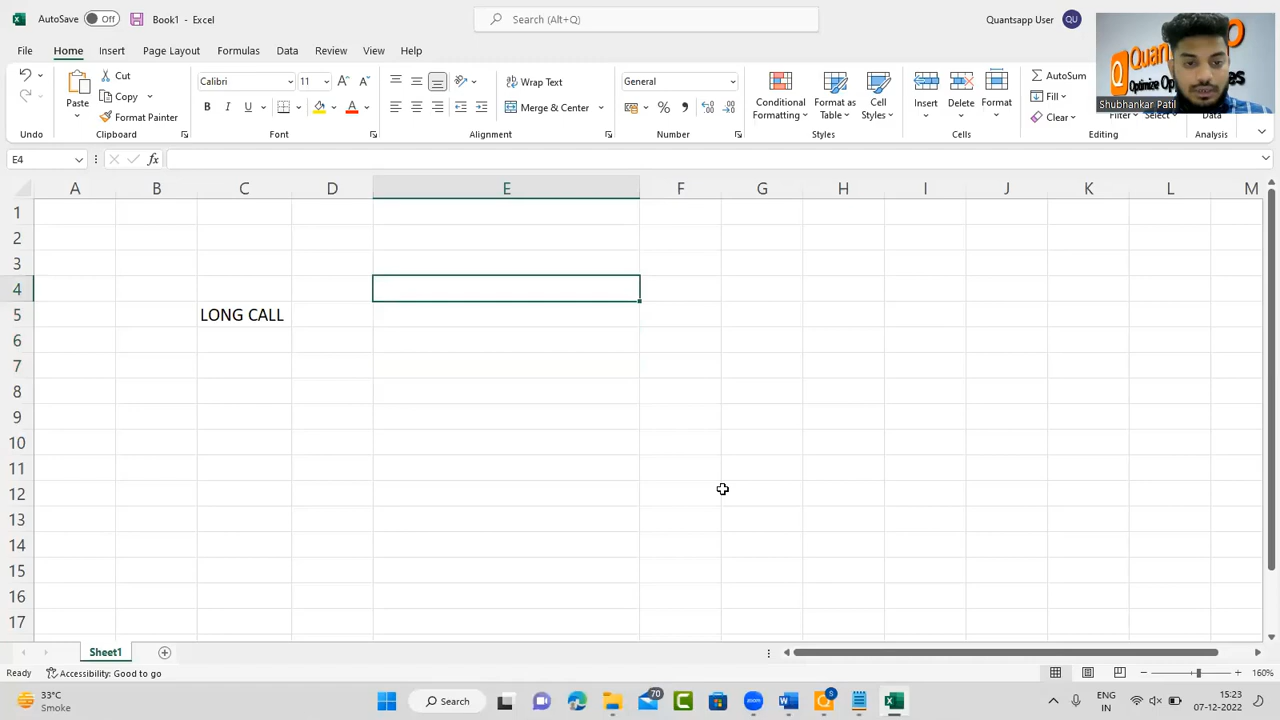 AutoSave Off Book1 - Excel Search (Alt+Q) Quantsapp User QU
File Home Insert Page Layout Formulas Data Review View Help
Cut Calibri 11 Wrap Text General AutoSum
Paste Copy Conditional Format as Cell Insert Delete Format Fill
Format Painter B I U Merge & Center Formatting Table Styles Clear Filter Select Data
Undo Clipboard Font Alignment Number Styles Cells Editing Analysis
Shubhankar Patil
E4 fx
A B C D E F G H I J K L M
1
2
3
4
5 LONG CALL
6
7
8
9
10
11
12
13
14
15
16
17
Sheet1
Ready Accessibility: Good to go 160%
33°C Search 70 S ENG 15:23
Smoke IN 07-12-2022